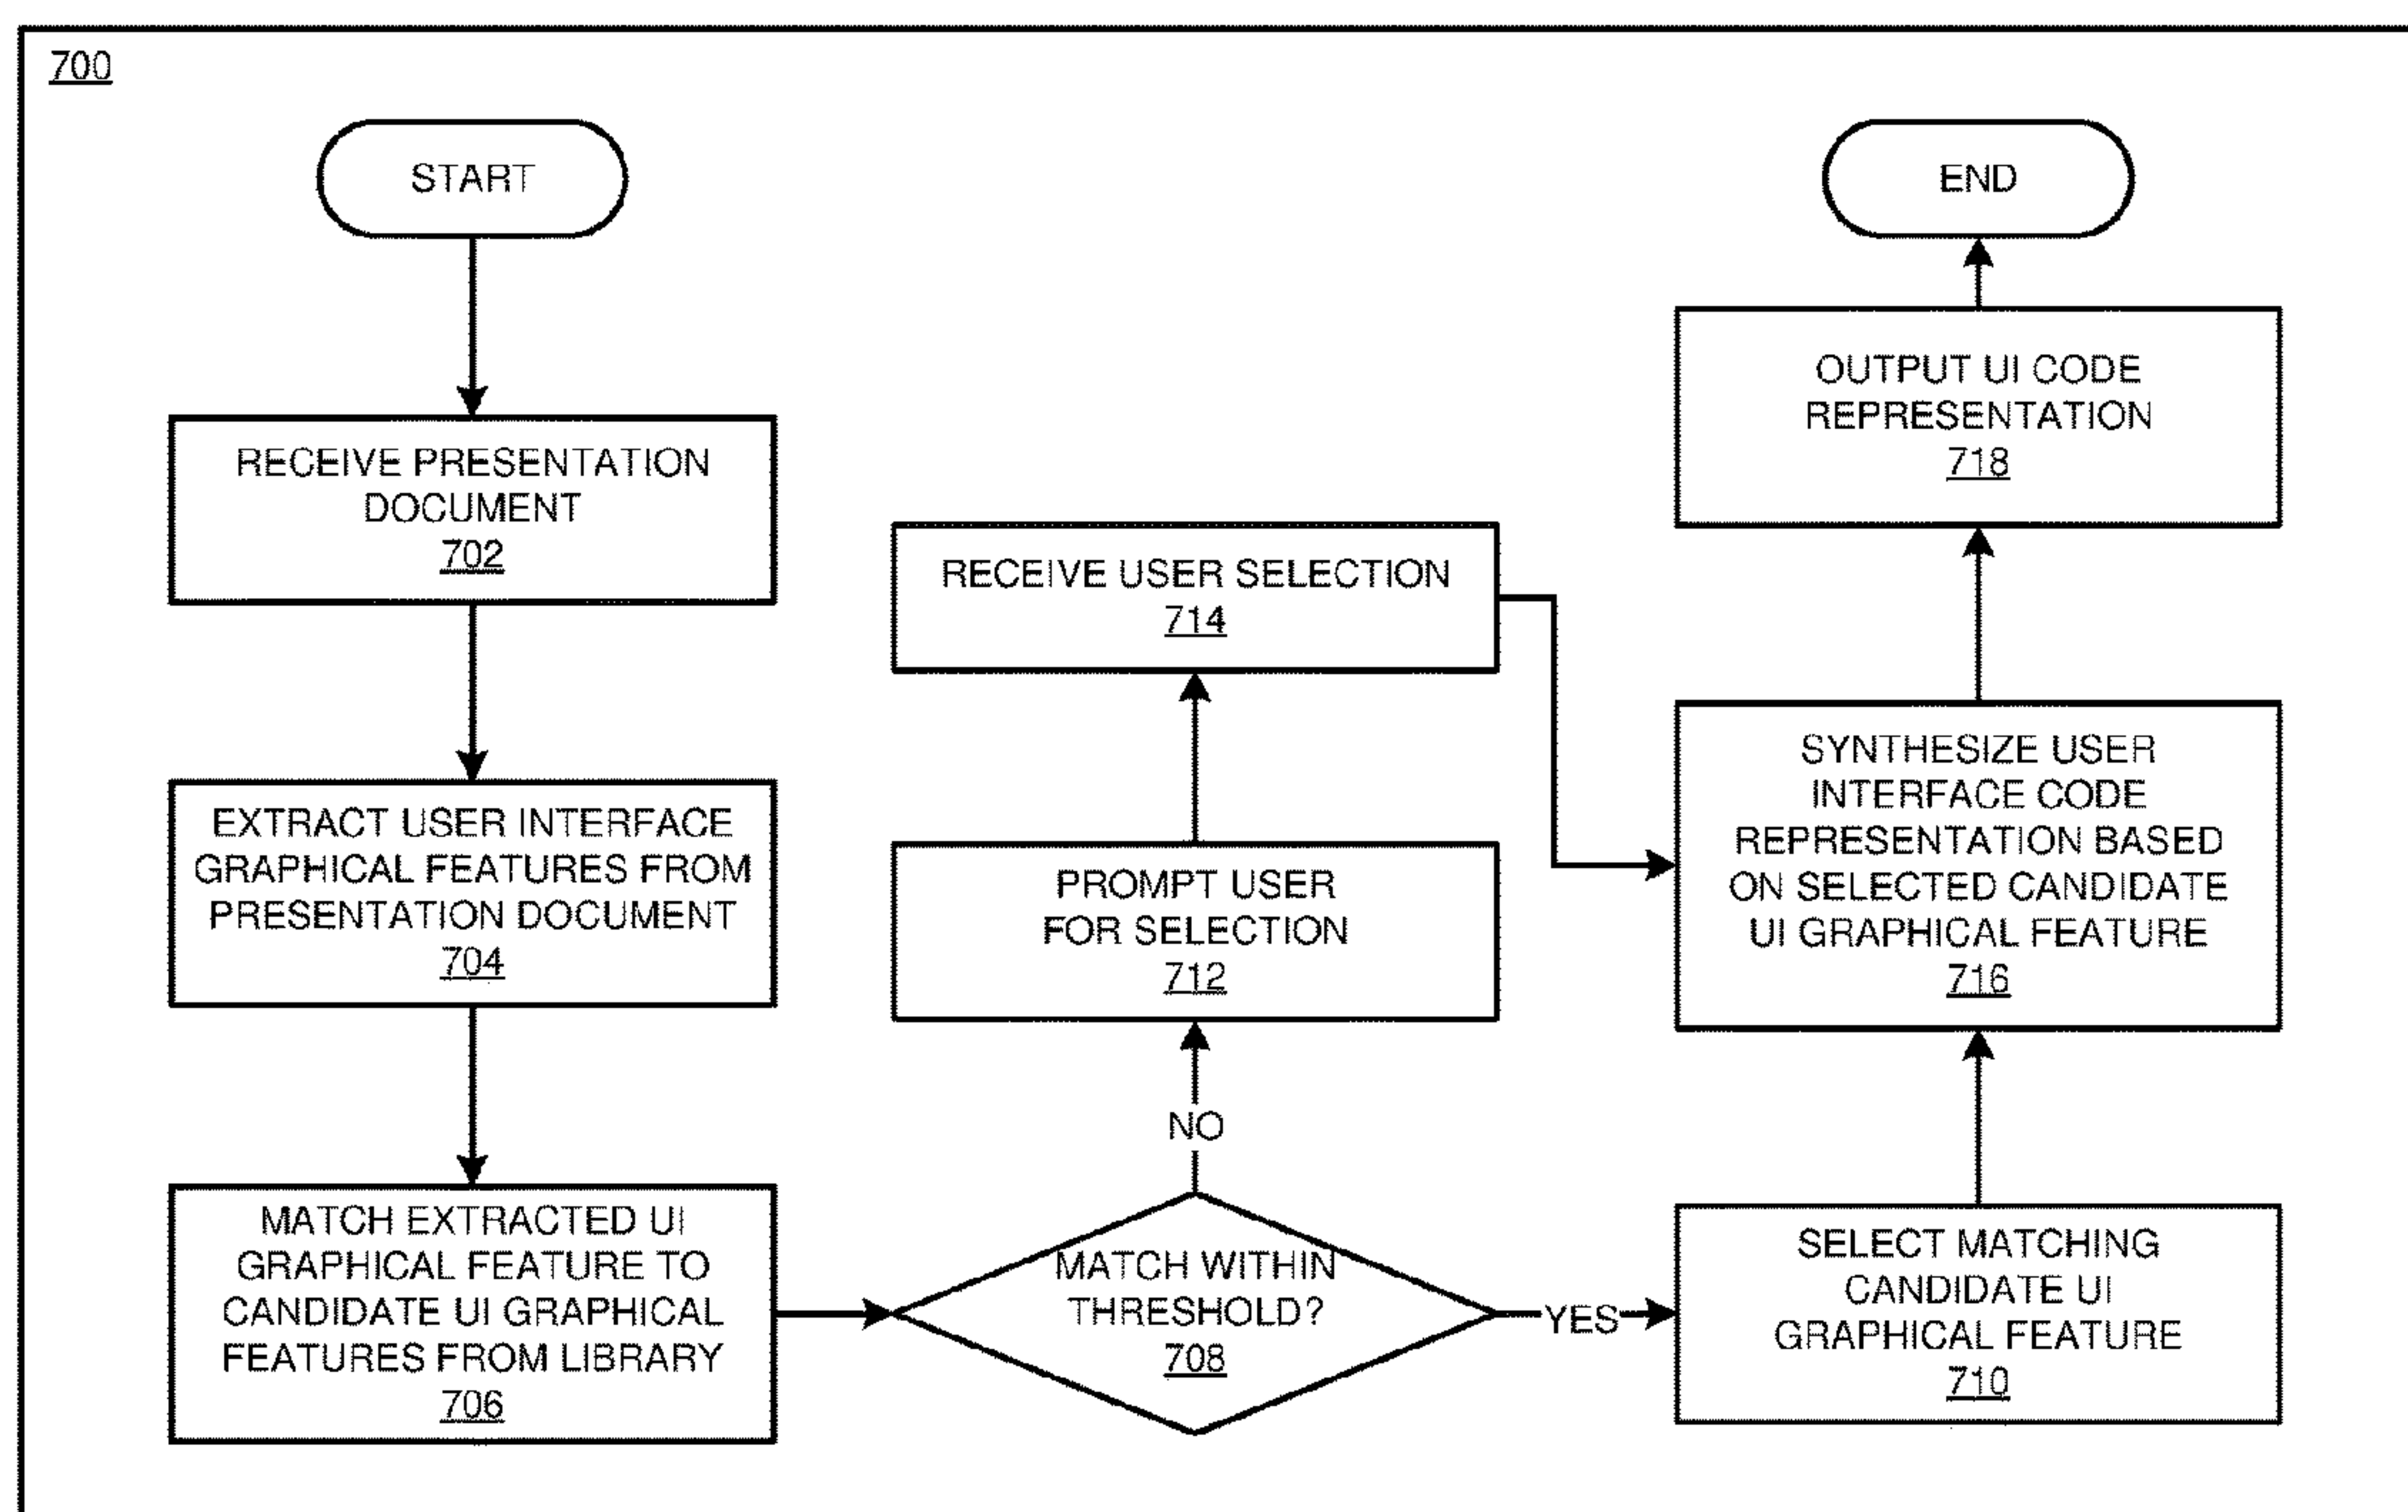 700
START
RECEIVE PRESENTATION
DOCUMENT
702
EXTRACT USER INTERFACE
GRAPHICAL FEATURES FROM
PRESENTATION DOCUMENT
704
MATCH EXTRACTED UI
GRAPHICAL FEATURE TO
CANDIDATE UI GRAPHICAL
FEATURES FROM LIBRARY
706
MATCH WITHIN
THRESHOLD?
708
NO
PROMPT USER
FOR SELECTION
712
RECEIVE USER SELECTION
714
YES
SELECT MATCHING
CANDIDATE UI
GRAPHICAL FEATURE
710
SYNTHESIZE USER
INTERFACE CODE
REPRESENTATION BASED
ON SELECTED CANDIDATE
UI GRAPHICAL FEATURE
716
OUTPUT UI CODE
REPRESENTATION
718
END